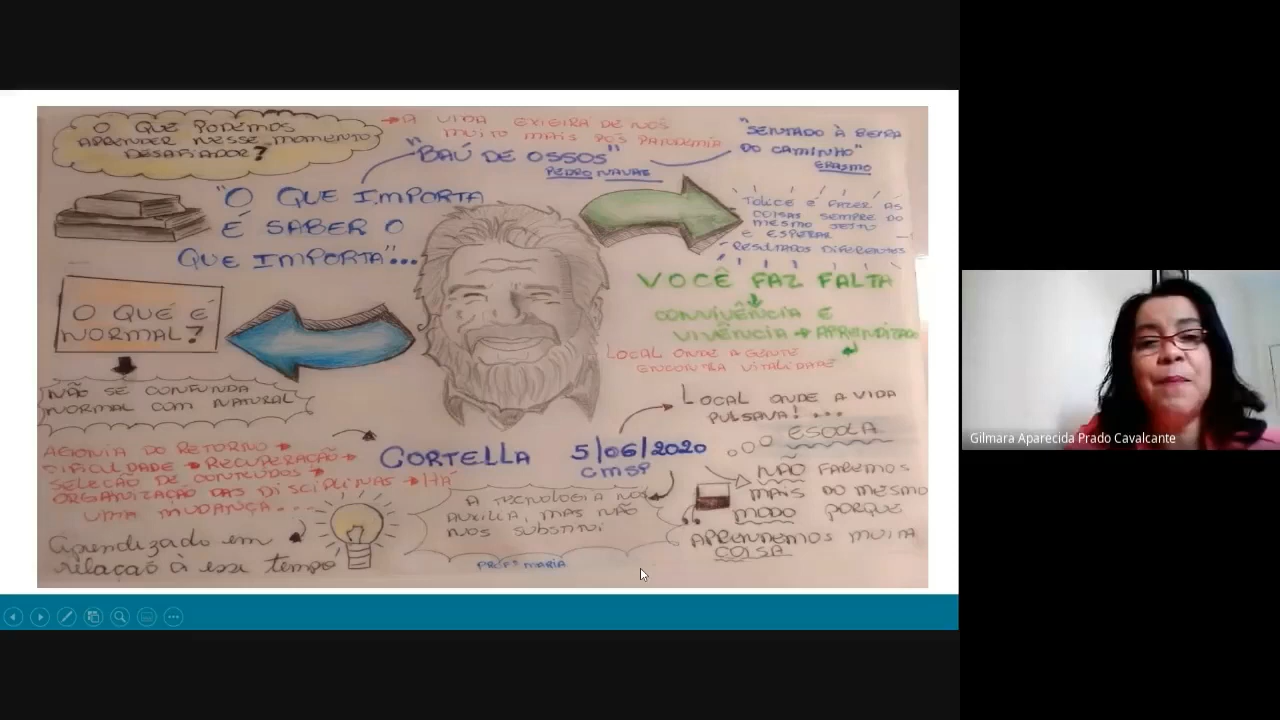 O QUE PODEMOS
APRENDER NESSE MOMENTO
DESAFIADOR?
A VIDA EXIGIRA DE NÓS
MUITO MAIS PÓS PANDEMIA
"BAÚ DE OSSOS"
PEDRO NAVAS
"SENTADO À BEIRA
DO CAMINHO"
ERASMO
"O QUE IMPORTA
É SABER O
QUE IMPORTA"...
TOLICE É FAZER AS
COISAS SEMPRE DO
MESMO JEITO
E ESPERAR
RESULTADOS DIFERENTES
VOCÊ FAZ FALTA
CONVIVÊNCIA E
VIVÊNCIA → APRENDIZADO
LOCAL ONDE A GENTE
ENCONTRA VITALIDADE
O QUE É
NORMAL?
NÃO SE CONFUNDA
NORMAL COM NATURAL
LOCAL ONDE A VIDA
PULSAVA!...
ESCOLA
AGONIA DO RETORNO →
DIFICULDADE → RECUPERAÇÃO →
SELEÇÃO DE CONTEÚDOS →
ORGANIZAÇÃO DAS DISCIPLINAS → HÁ
UMA MUDANÇA...
CORTELLA 5/06/2020
CMSP
NÃO FAREMOS
MAIS DO MESMO
MODO PORQUE
APRENDEMOS MUITA
COISA
A TECNOLOGIA NOS
AUXILIA, MAS NÃO
NOS SUBSTITUI
Aprendizado em
relação à esse tempo
PROFª MARIA
Gilmara Aparecida Prado Cavalcante